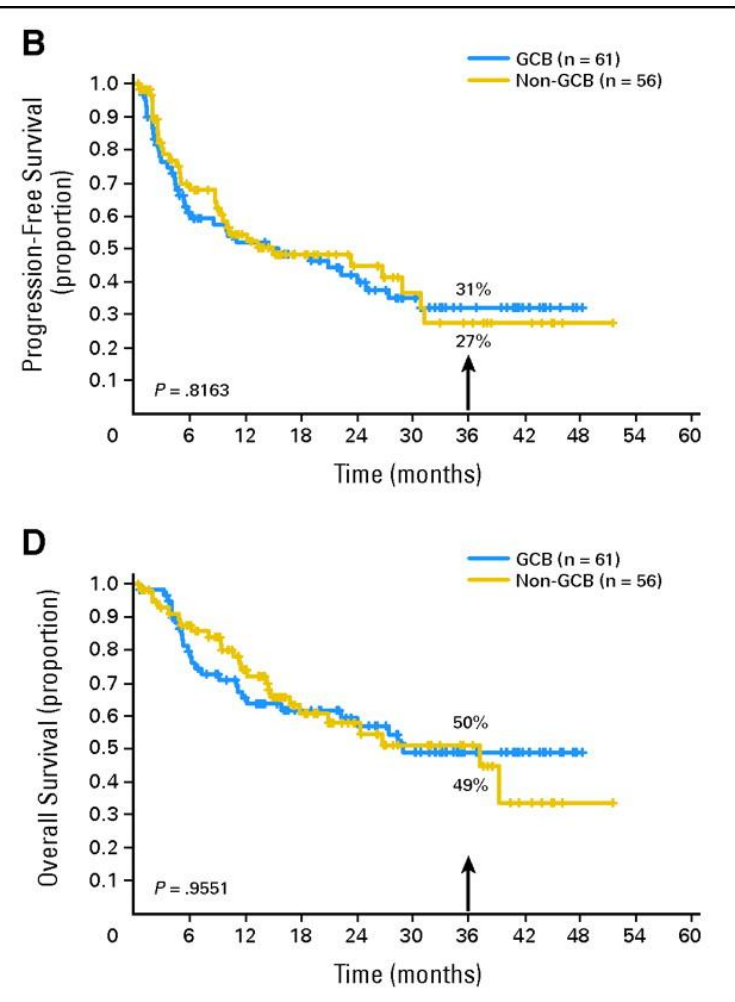 B
GCB (n = 61)
Non-GCB (n = 56)
Progression-Free Survival
(proportion)
1.0
0.9
0.8
0.7
0.6
0.5
0.4
0.3
0.2
0.1
31%
27%
P = .8163
0 6 12 18 24 30 36 42 48 54 60
Time (months)
D
GCB (n = 61)
Non-GCB (n = 56)
Overall Survival (proportion)
1.0
0.9
0.8
0.7
0.6
0.5
0.4
0.3
0.2
0.1
50%
49%
P = .9551
0 6 12 18 24 30 36 42 48 54 60
Time (months)